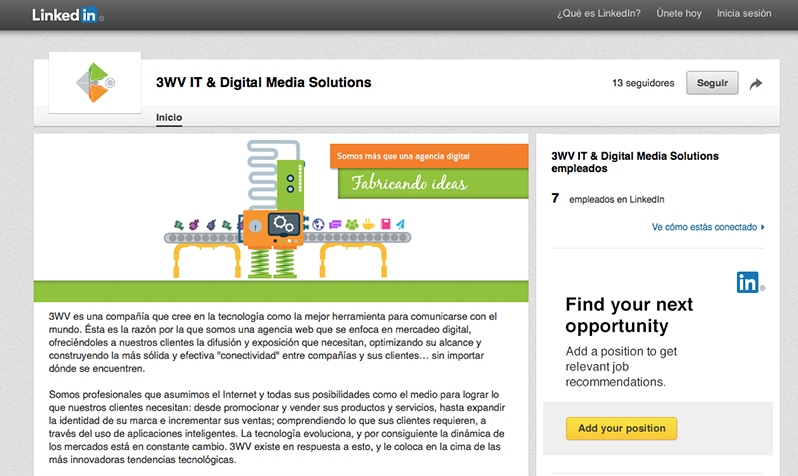 Linked in ®
¿Qué es LinkedIn? Únete hoy Inicia sesión
3WV IT & Digital Media Solutions
13 seguidores
Seguir
Inicio
Somos más que una agencia digital
Fabricando ideas
3WV es una compañía que cree en la tecnología como la mejor herramienta para comunicarse con el
mundo. Ésta es la razón por la que somos una agencia web que se enfoca en mercadeo digital,
ofreciéndoles a nuestros clientes la difusión y exposición que necesitan, optimizando su alcance y
construyendo la más sólida y efectiva "conectividad" entre compañías y sus clientes… sin importar
dónde se encuentren.
Somos profesionales que asumimos el Internet y todas sus posibilidades como el medio para lograr lo
que nuestros clientes necesitan: desde promocionar y vender sus productos y servicios, hasta expandir
la identidad de su marca e incrementar sus ventas; comprendiendo lo que sus clientes requieren, a
través del uso de aplicaciones inteligentes. La tecnología evoluciona, y por consiguiente la dinámica de
los mercados está en constante cambio. 3WV existe en respuesta a esto, y le coloca en la cima de las
más innovadoras tendencias tecnológicas.
3WV IT & Digital Media Solutions
empleados
7 empleados en LinkedIn
Ve cómo estás conectado
in ®
Find your next
opportunity
Add a position to get
relevant job
recommendations.
Add your position